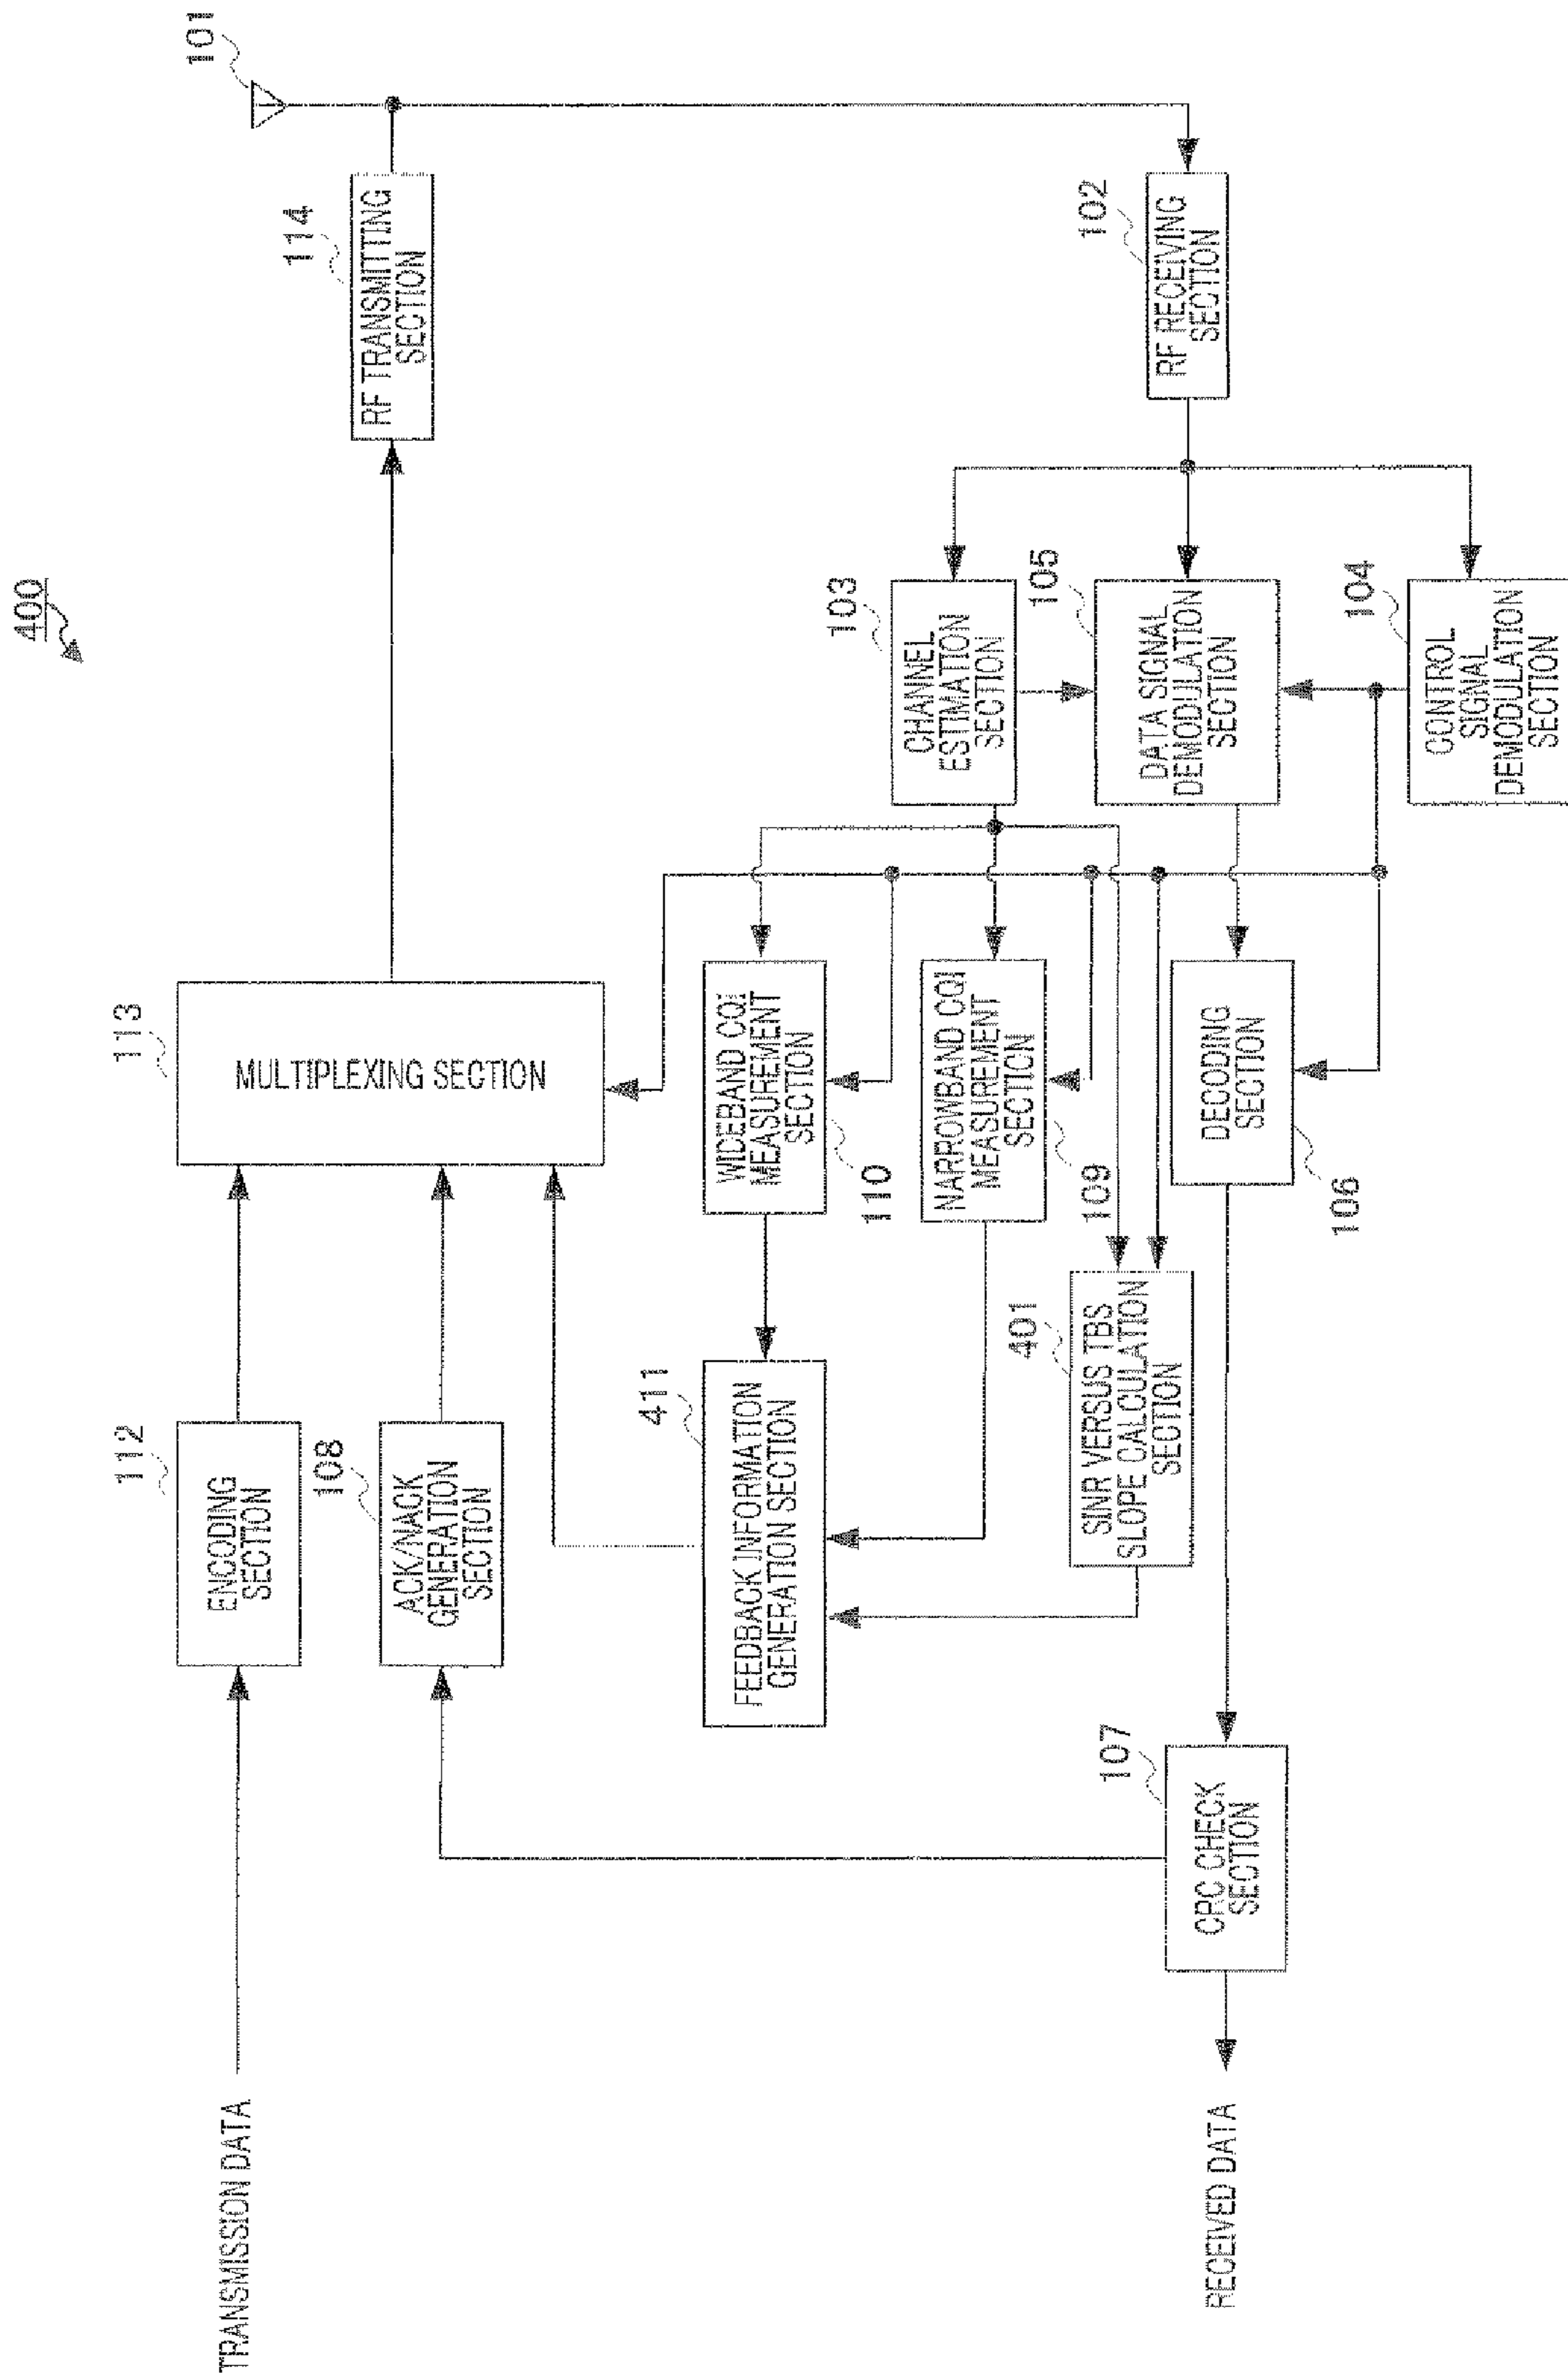 400
TRANSMISSION DATA
112
ENCODING
SECTION
113
MULTIPLEXING SECTION
114
RF TRANSMITTING
SECTION
101
108
ACK/NACK
GENERATION
SECTION
411
FEEDBACK INFORMATION
GENERATION SECTION
WIDEBAND CQI
MEASUREMENT
SECTION
110
NARROWBAND CQI
MEASUREMENT
SECTION
109
103
CHANNEL
ESTIMATION
SECTION
401
SINR VERSUS TBS
SLOPE CALCULATION
SECTION
105
DATA SIGNAL
DEMODULATION
SECTION
102
RF RECEIVING
SECTION
107
CRC CHECK
SECTION
DECODING
SECTION
106
104
CONTROL
SIGNAL
DEMODULATION
SECTION
RECEIVED DATA